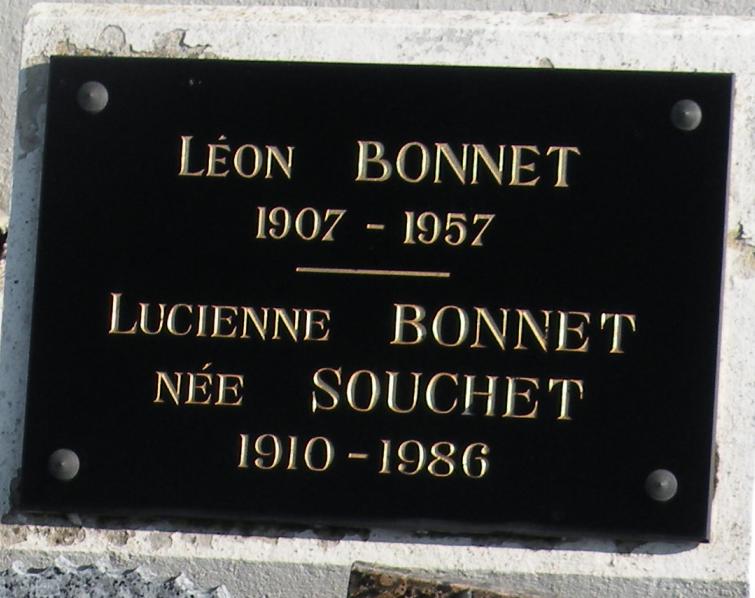 LÉON BONNET
1907 - 1957
LUCIENNE BONNET
NÉE SOUCHET
1910 - 1986